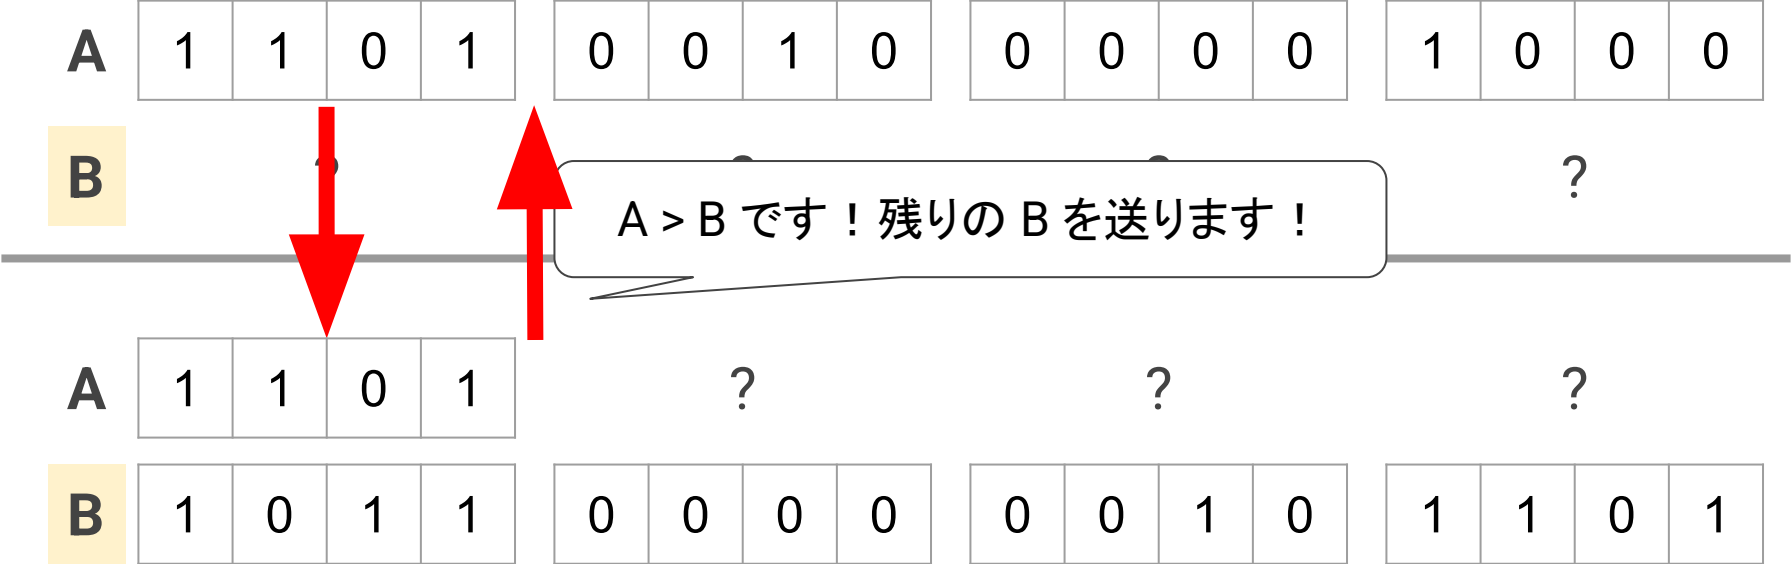 A 1 1 0 1 0 0 1 0 0 0 0 0 1 0 0 0
B ? ? ? ?
A > B です！残りの B を送ります！
A 1 1 0 1 ? ? ?
B 1 0 1 1 0 0 0 0 0 0 1 0 1 1 0 1